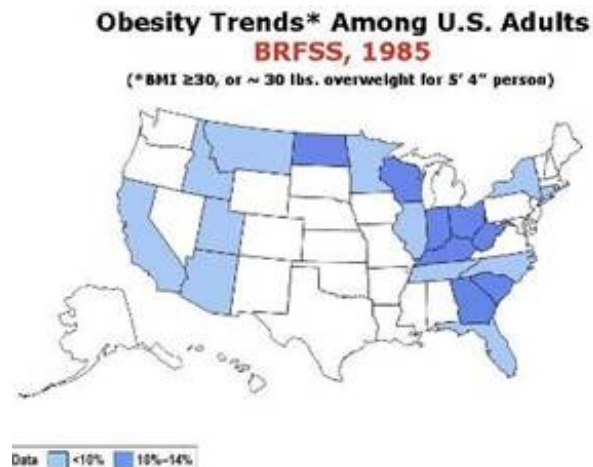 Obesity Trends* Among U.S. Adults
BRFSS, 1985
(*BMI ≥30, or ~ 30 lbs. overweight for 5’ 4” person)
Data <10% 10%–14%